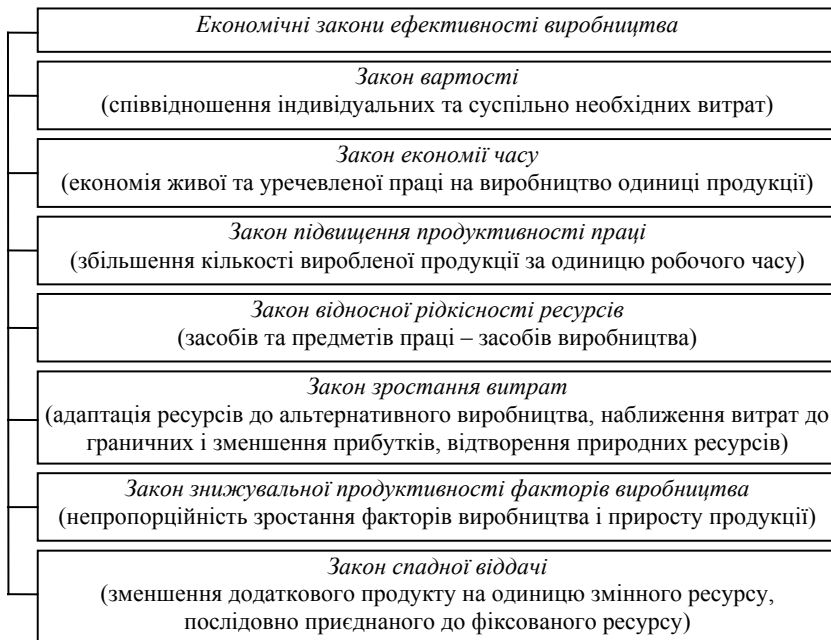 Економічні закони ефективності виробництва
Закон вартості
(співвідношення індивідуальних та суспільно необхідних витрат)
Закон економії часу
(економія живої та уречевленої праці на виробництво одиниці продукції)
Закон підвищення продуктивності праці
(збільшення кількості виробленої продукції за одиницю робочого часу)
Закон відносної рідкісності ресурсів
(засобів та предметів праці – засобів виробництва)
Закон зростання витрат
(адаптація ресурсів до альтернативного виробництва, наближення витрат до
граничних і зменшення прибутків, відтворення природних ресурсів)
Закон знижувальної продуктивності факторів виробництва
(непропорційність зростання факторів виробництва і приросту продукції)
Закон спадної віддачі
(зменшення додаткового продукту на одиницю змінного ресурсу,
послідовно приєднаного до фіксованого ресурсу)